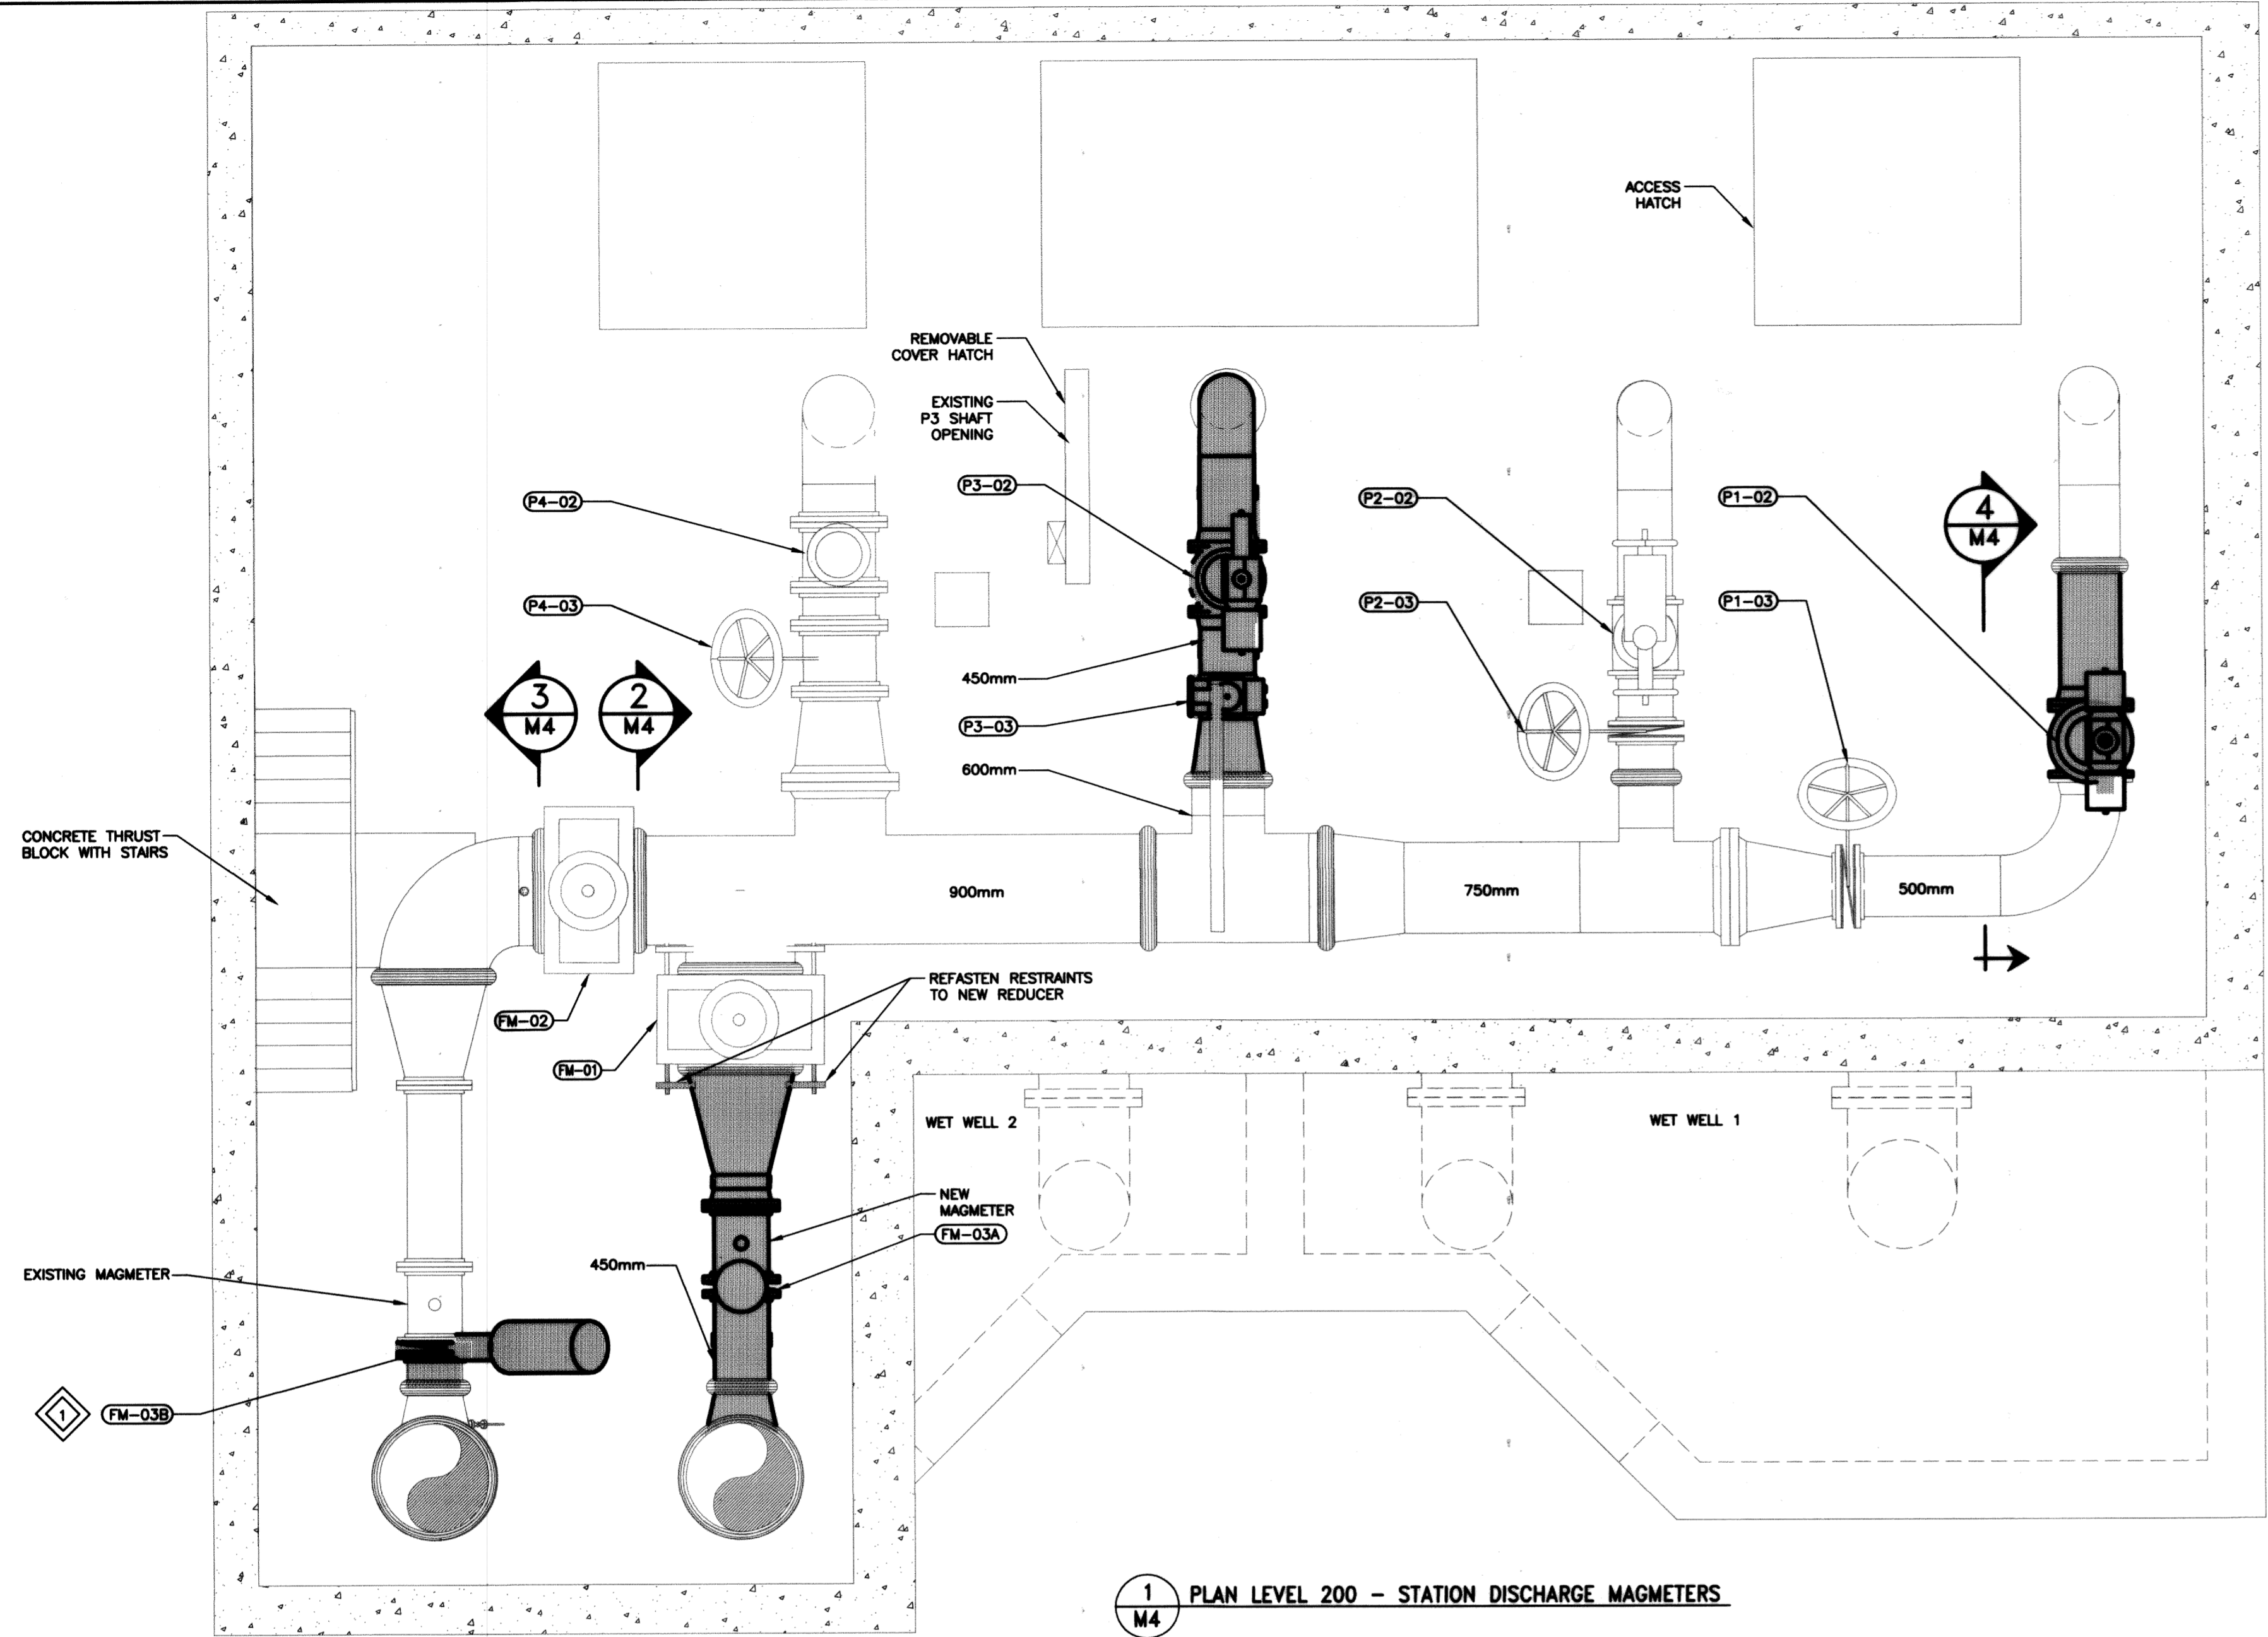 ACCESS
HATCH
REMOVABLE
COVER HATCH
EXISTING
P3 SHAFT
OPENING
P4-02
P3-02
P2-02
P1-02
4
M4
P4-03
P2-03
P1-03
450mm
3
M4
2
M4
P3-03
600mm
CONCRETE THRUST
BLOCK WITH STAIRS
900mm
750mm
500mm
REFASTEN RESTRAINTS
TO NEW REDUCER
FM-02
FM-01
WET WELL 2
WET WELL 1
NEW
MAGMETER
FM-03A
450mm
EXISTING MAGMETER
1
FM-03B
1
M4
PLAN LEVEL 200 - STATION DISCHARGE MAGMETERS